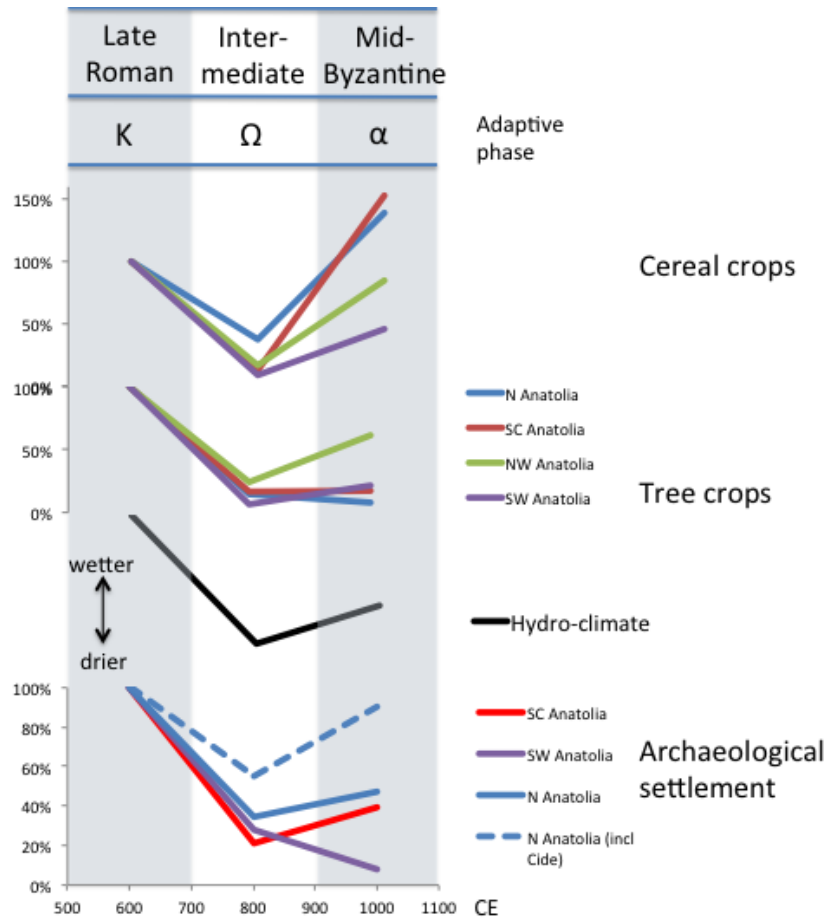 Late Roman
Inter-mediate
Mid-Byzantine
K
Ω
α
Adaptive phase
150%
100%
50%
0%
Cereal crops
100%
50%
0%
N Anatolia
SC Anatolia
NW Anatolia
SW Anatolia
Tree crops
wetter
drier
Hydro-climate
100%
80%
60%
40%
20%
0%
SC Anatolia
SW Anatolia
N Anatolia
N Anatolia (incl
Cide)
Archaeological
settlement
500 600 700 800 900 1000 1100 CE